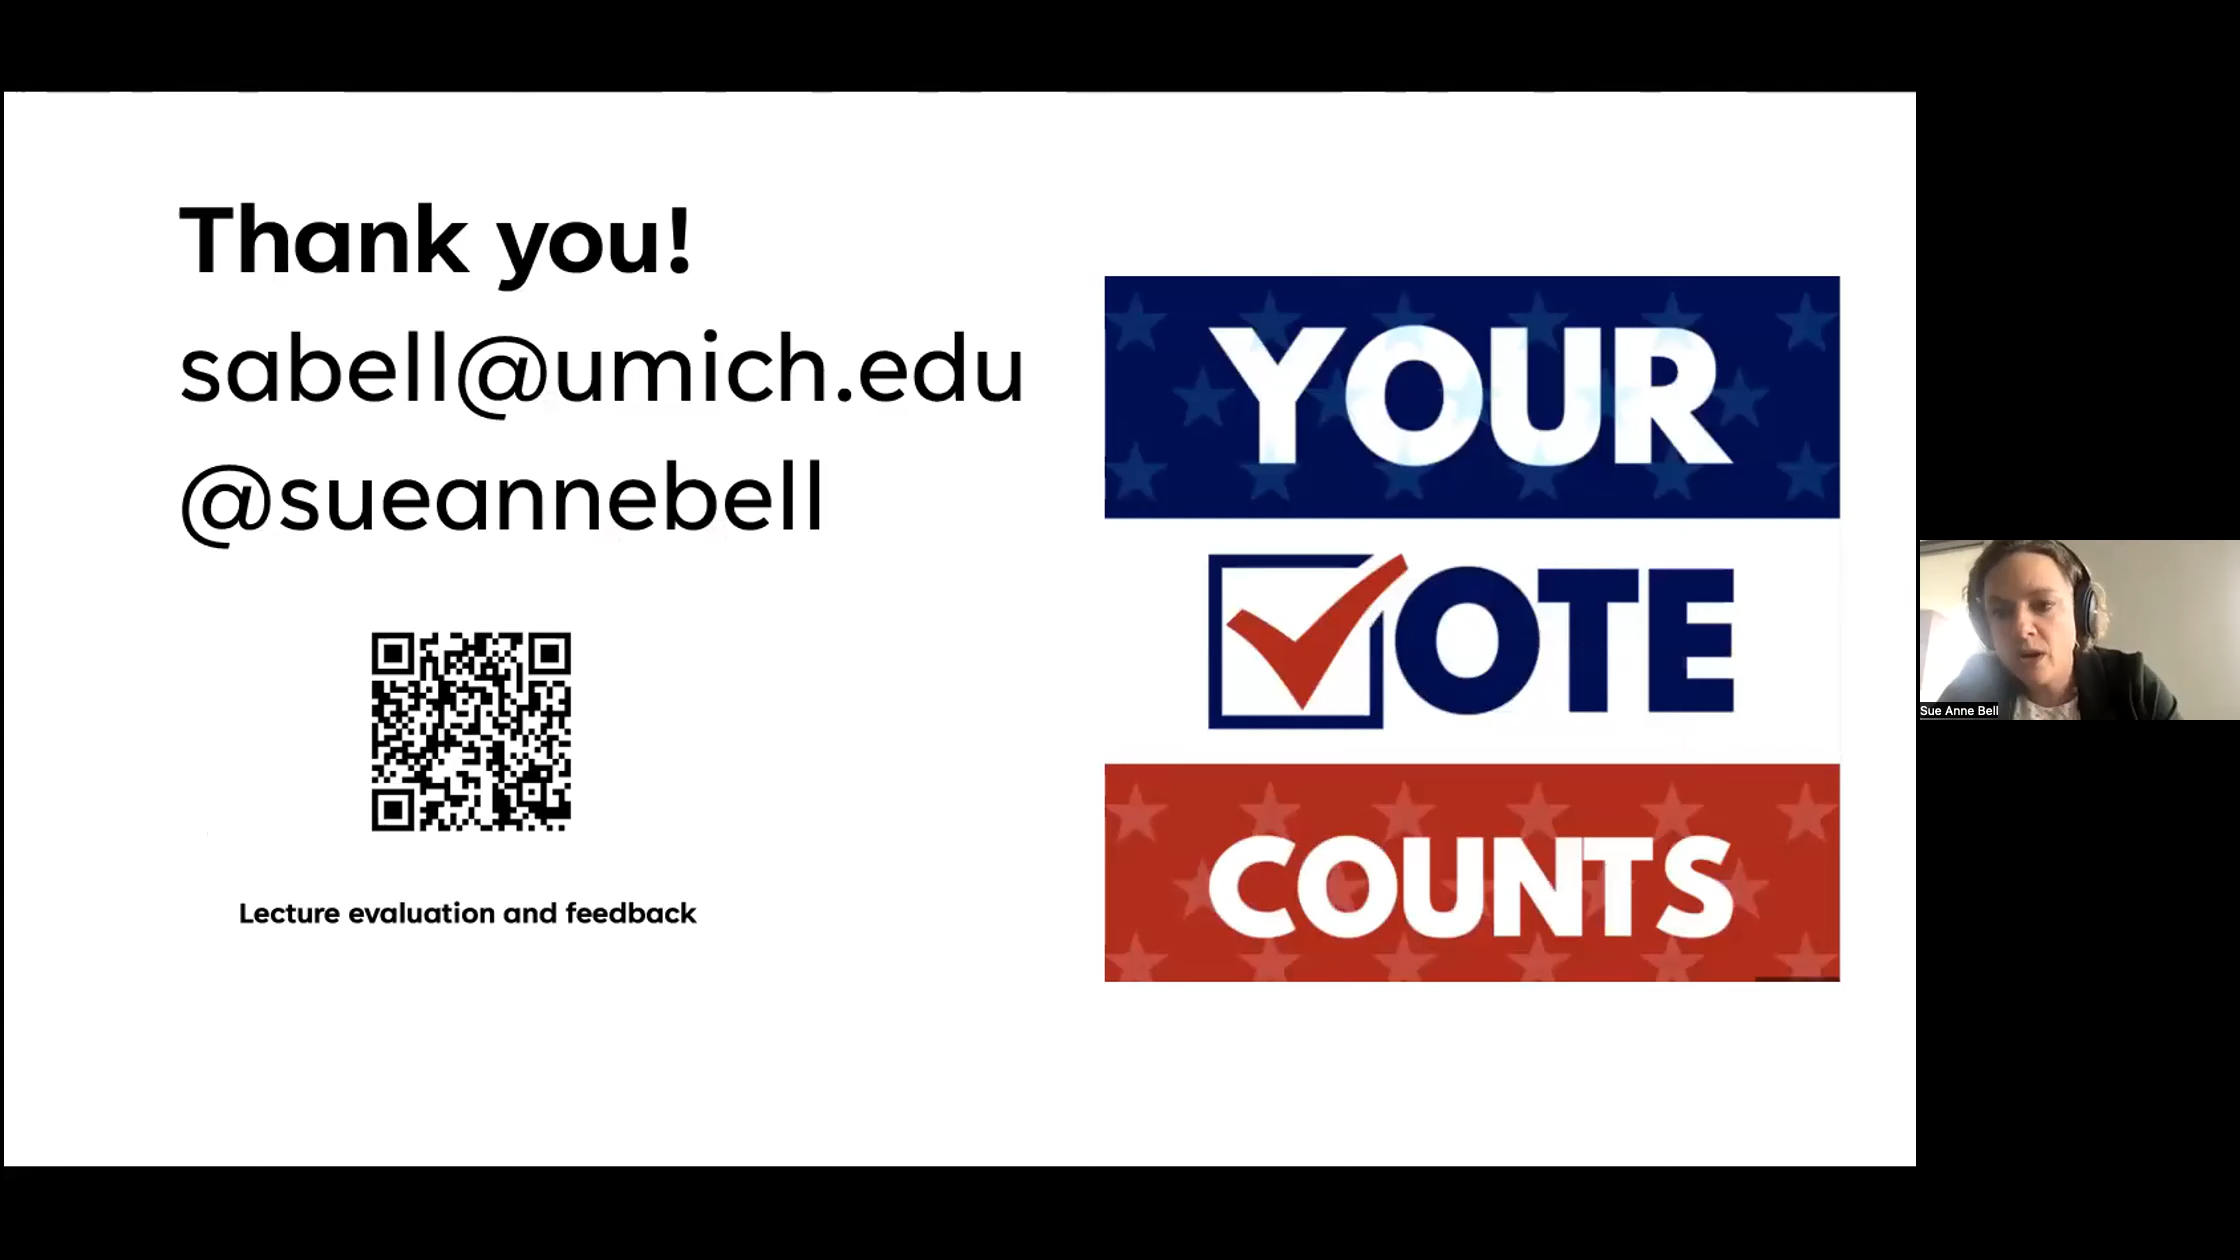 Thank you!
sabell@umich.edu
@sueannebell
Lecture evaluation and feedback
YOUR
VOTE
COUNTS
Sue Anne Bell